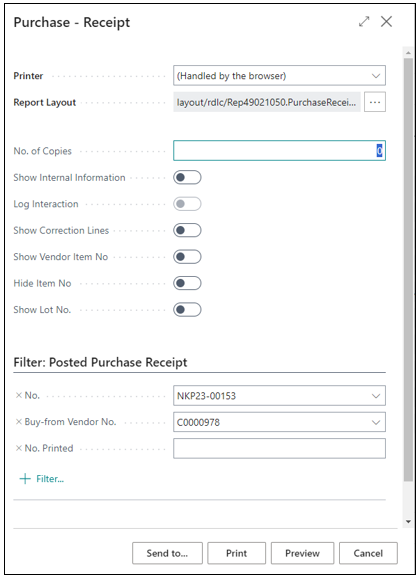 Purchase - Receipt
Printer (Handled by the browser)
Report Layout layout/rdlc/Rep49021050.PurchaseRecei... ...
No. of Copies 0
Show Internal Information
Log Interaction
Show Correction Lines
Show Vendor Item No
Hide Item No
Show Lot No.
Filter: Posted Purchase Receipt
× No. NKP23-00153
× Buy-from Vendor No. C0000978
× No. Printed
+ Filter...
Send to... Print Preview Cancel